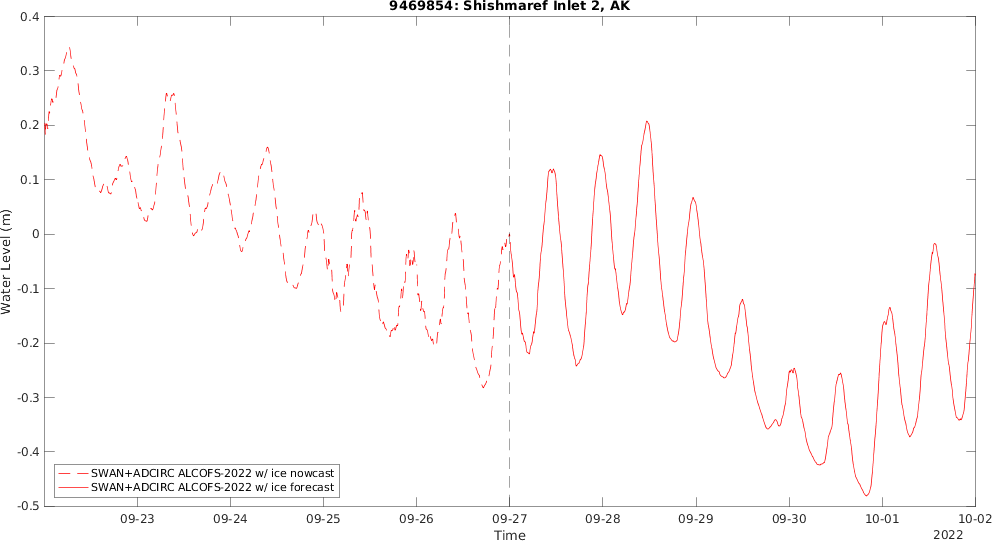 9469854: Shishmaref Inlet 2, AK
0.4
0.3
0.2
0.1
0
-0.1
-0.2
-0.3
-0.4
-0.5
Water Level (m)
SWAN+ADCIRC ALCOFS-2022 w/ ice nowcast
SWAN+ADCIRC ALCOFS-2022 w/ ice forecast
09-23 09-24 09-25 09-26 09-27 09-28 09-29 09-30 10-01 10-02
Time
2022